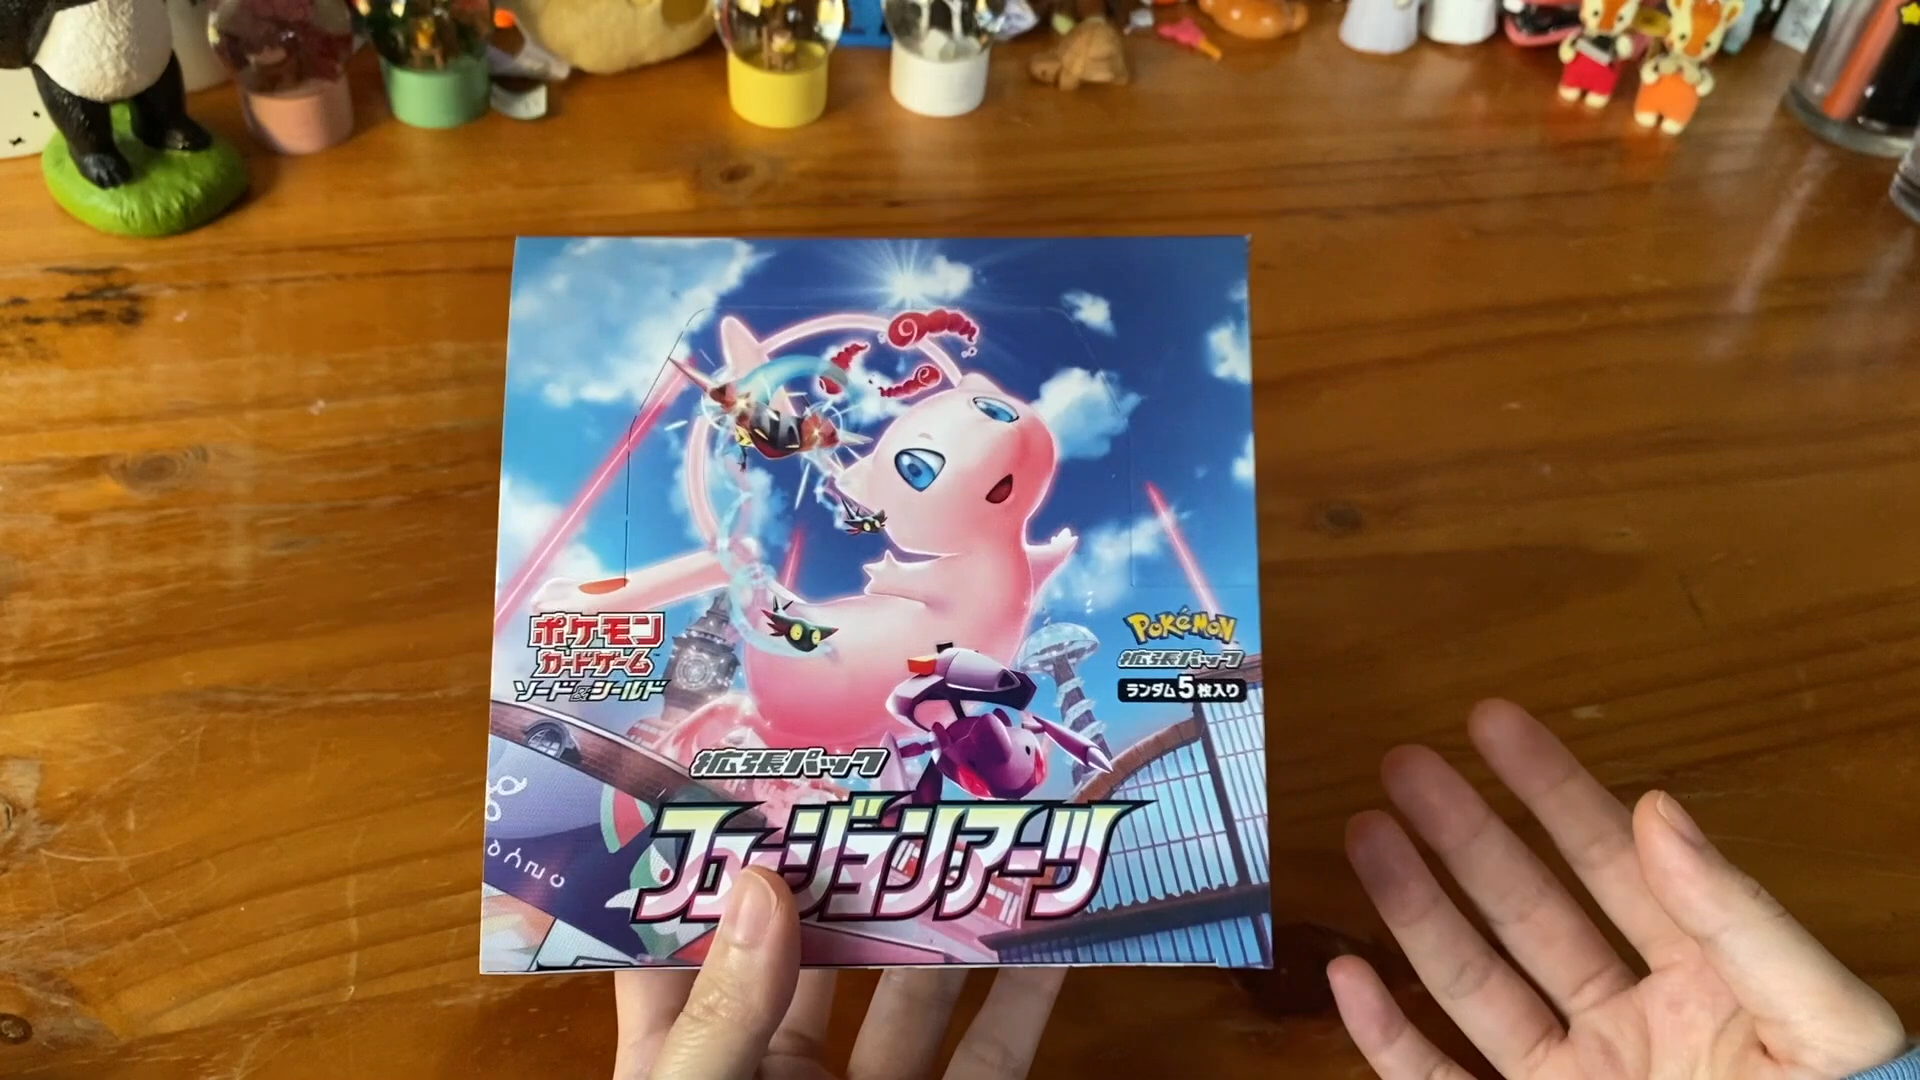 ポケモン
カードゲーム
ソード&シールド
POKéMON
拡張パック
ランダム5枚入り
拡張パック
フュージョンアーツ